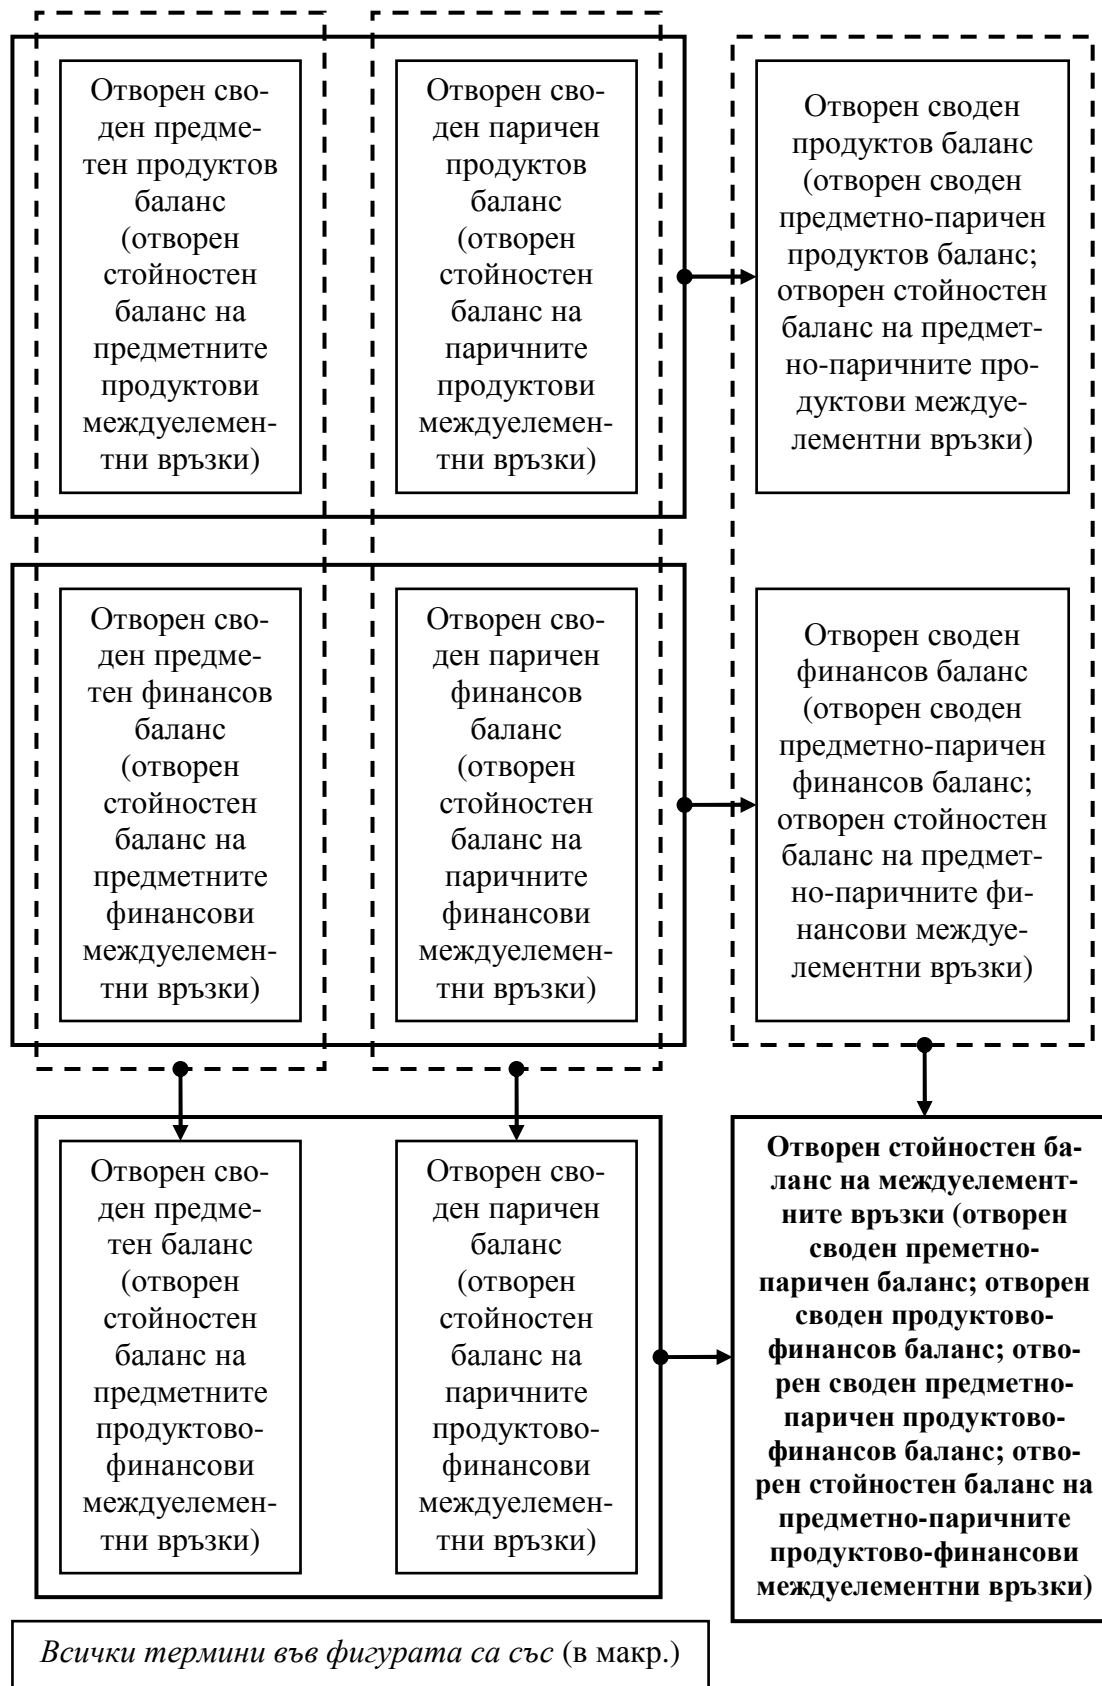 Отворен сво-
ден предме-
тен продуктов
баланс
(отворен
стойностен
баланс на
предметните
продуктови
междуелемен-
тни връзки)
Отворен сво-
ден паричен
продуктов
баланс
(отворен
стойностен
баланс на
паричните
продуктови
междуелемен-
тни връзки)
Отворен своден
продуктов баланс
(отворен своден
предметно-паричен
продуктов баланс;
отворен стойностен
баланс на предмет-
но-паричните про-
дуктови междуе-
лементни връзки)
Отворен сво-
ден предме-
тен финансов
баланс
(отворен
стойностен
баланс на
предметните
финансови
междуелемен-
тни връзки)
Отворен сво-
ден паричен
финансов
баланс
(отворен
стойностен
баланс на
паричните
финансови
междуелемен-
тни връзки)
Отворен своден
финансов баланс
(отворен своден
предметно-паричен
финансов баланс;
отворен стойностен
баланс на предмет-
но-паричните фи-
нансови междуе-
лементни връзки)
Отворен сво-
ден предме-
тен баланс
(отворен
стойностен
баланс на
предметните
продуктово-
финансови
междуелемен-
тни връзки)
Отворен сво-
ден паричен
баланс
(отворен
стойностен
баланс на
паричните
продуктово-
финансови
междуелемен-
тни връзки)
Отворен стойностен ба-
ланс на междуелемент-
ните връзки (отворен
своден преметно-
паричен баланс; отворен
своден продуктово-
финансов баланс; отво-
рен своден предметно-
паричен продуктово-
финансов баланс; отво-
рен стойностен баланс на
предметно-паричните
продуктово-финансови
междуелементни връзки)
Всички термини във фигурата са със (в макр.)